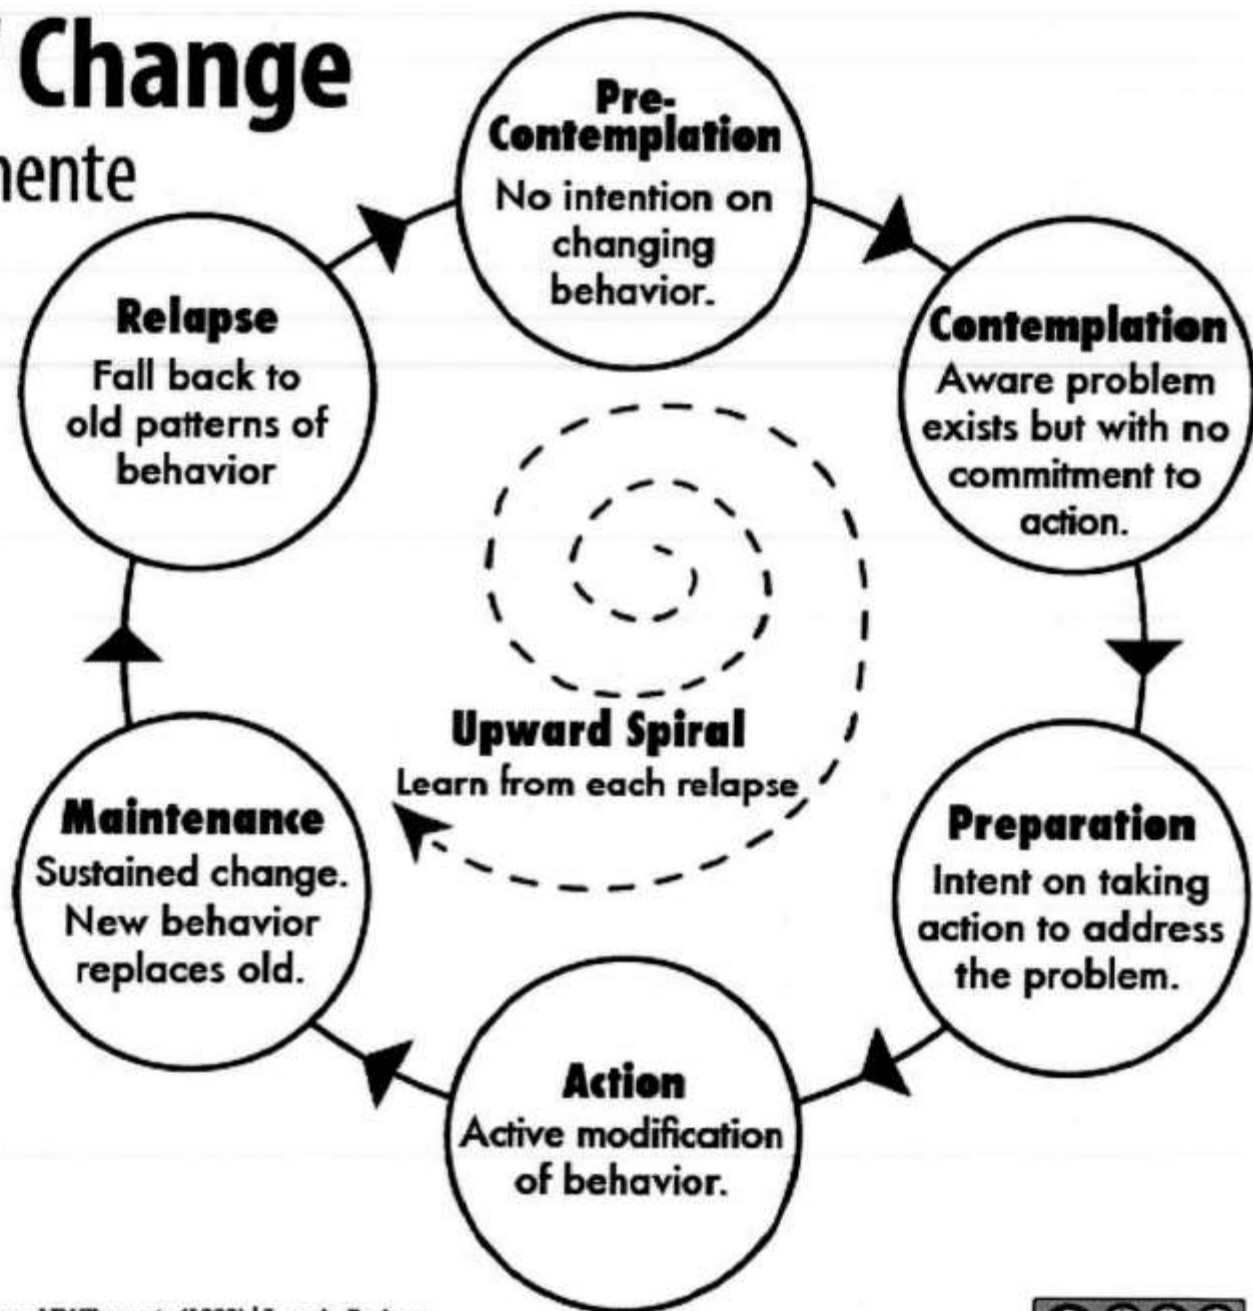 Change
Pre-
Contemplation
No intention on
changing
behavior.
Contemplation
Aware problem
exists but with no
commitment to
action.
Preparation
Intent on taking
action to address
the problem.
Action
Active modification
of behavior.
Maintenance
Sustained change.
New behavior
replaces old.
Relapse
Fall back to
old patterns of
behavior
Upward Spiral
Learn from each relapse